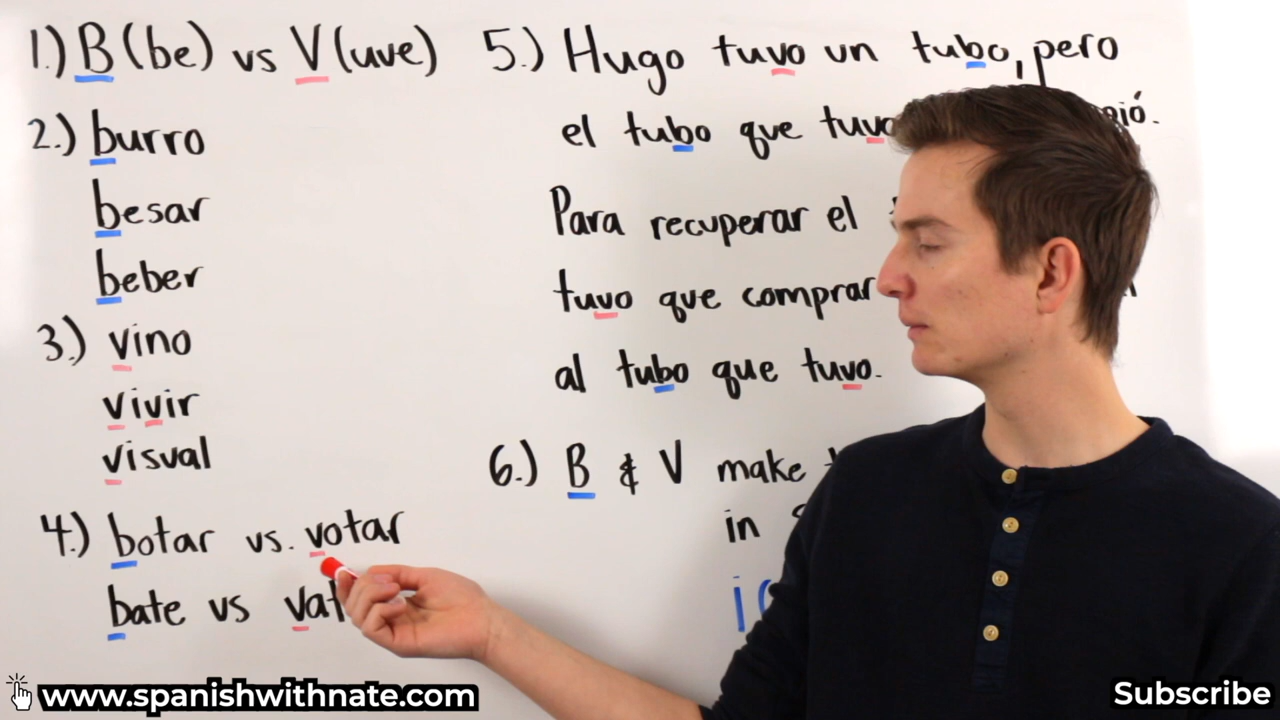 1.) B (be) vs V (uve)
2.) burro
besar
beber
3.) vino
vivir
visual
4.) botar vs. votar
bate vs
5.) Hugo tuvo un tubo, pero
el tubo que tuvo
Para recuperar el
tuvo que comprar
al tubo que tuvo.
6.) B & V make
in
www.spanishwithnate.com
Subscribe